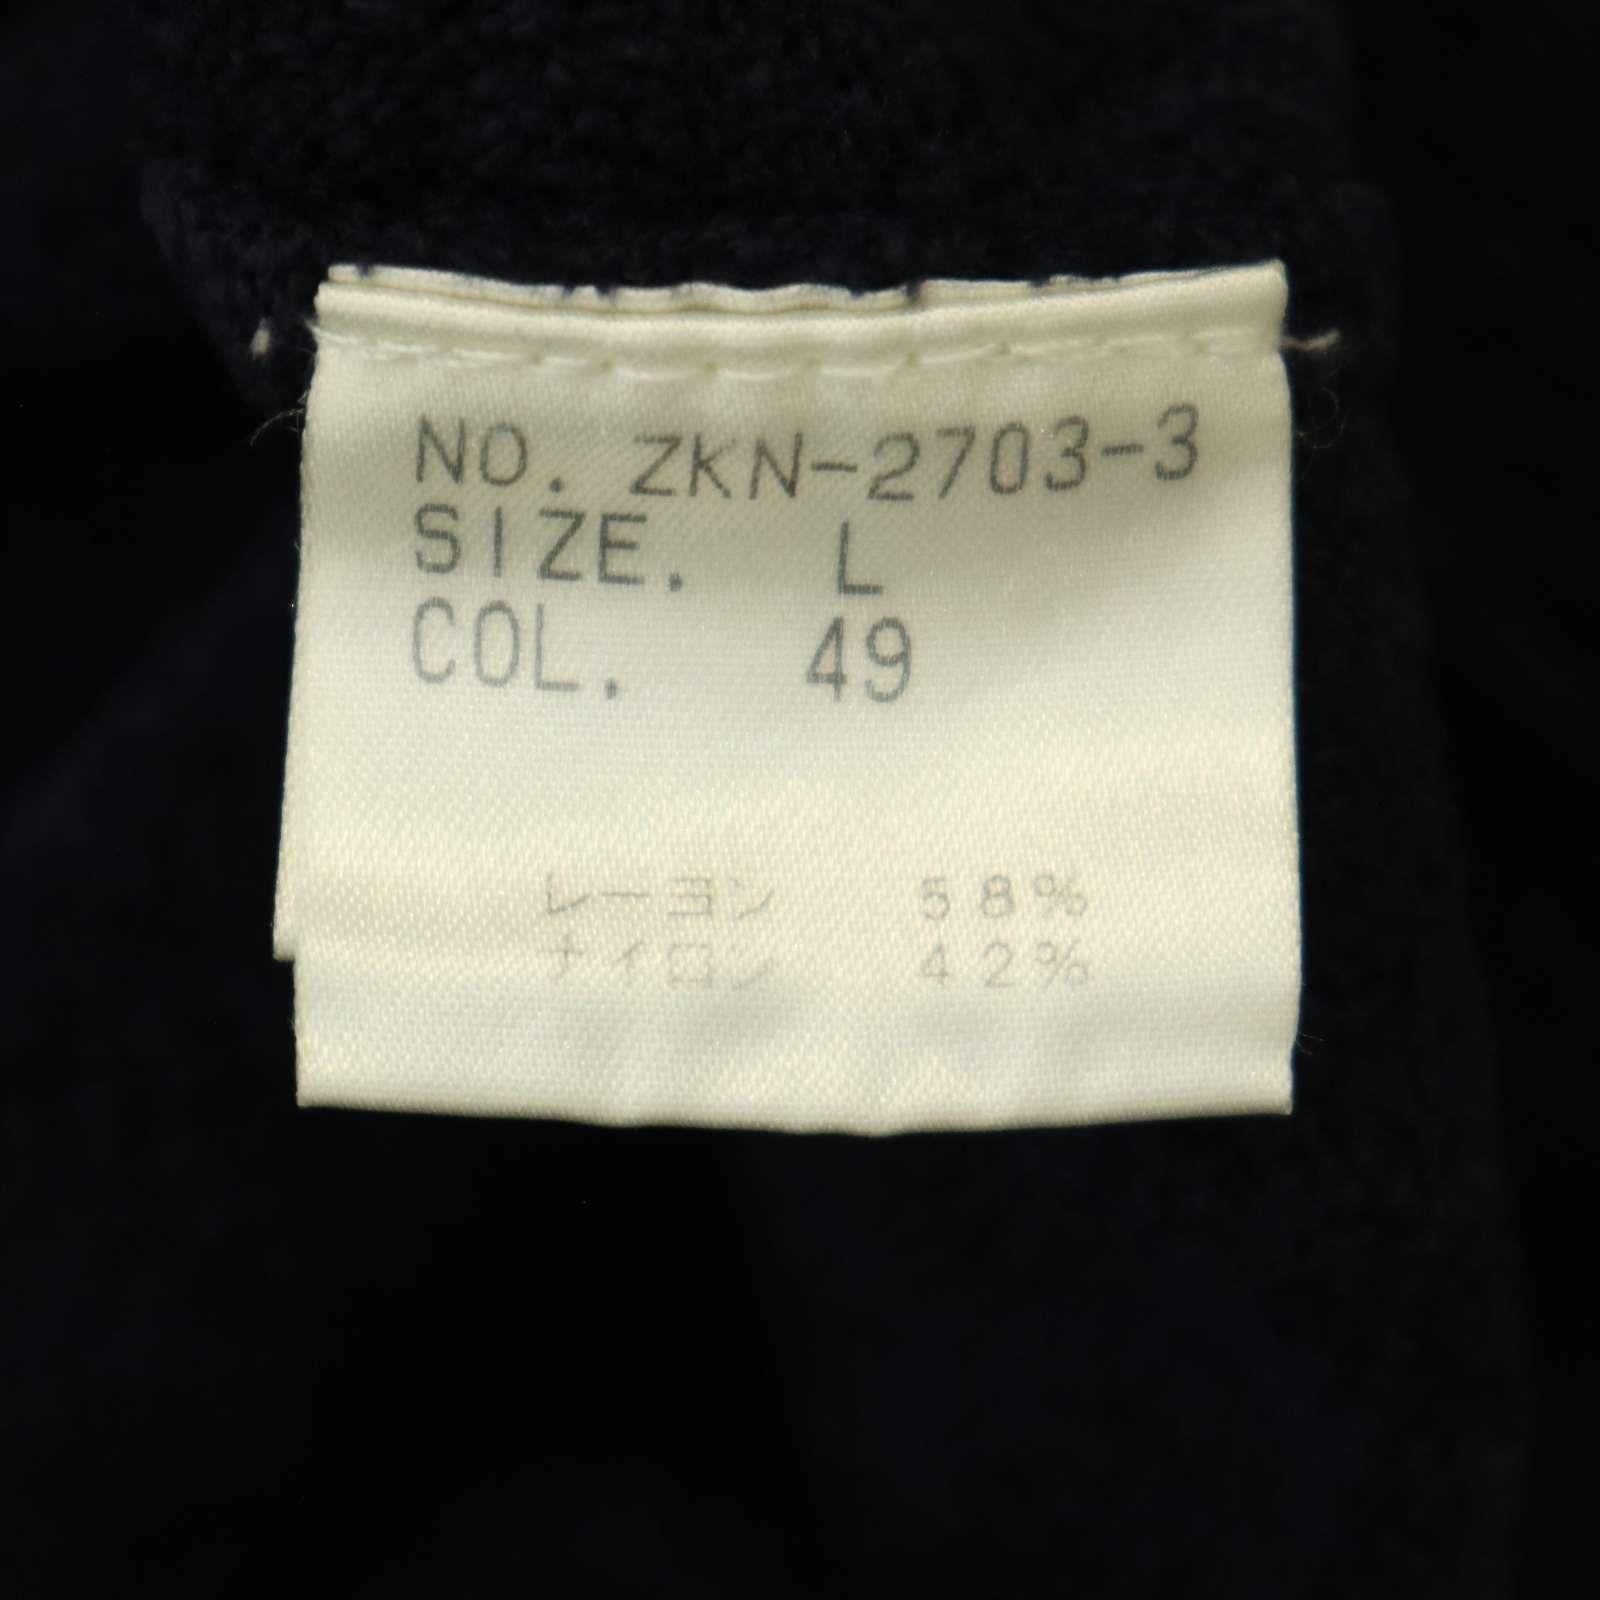 NO. ZKN-2703-3
SIZE. L
COL. 49
レーヨン 58%
ナイロン 42%